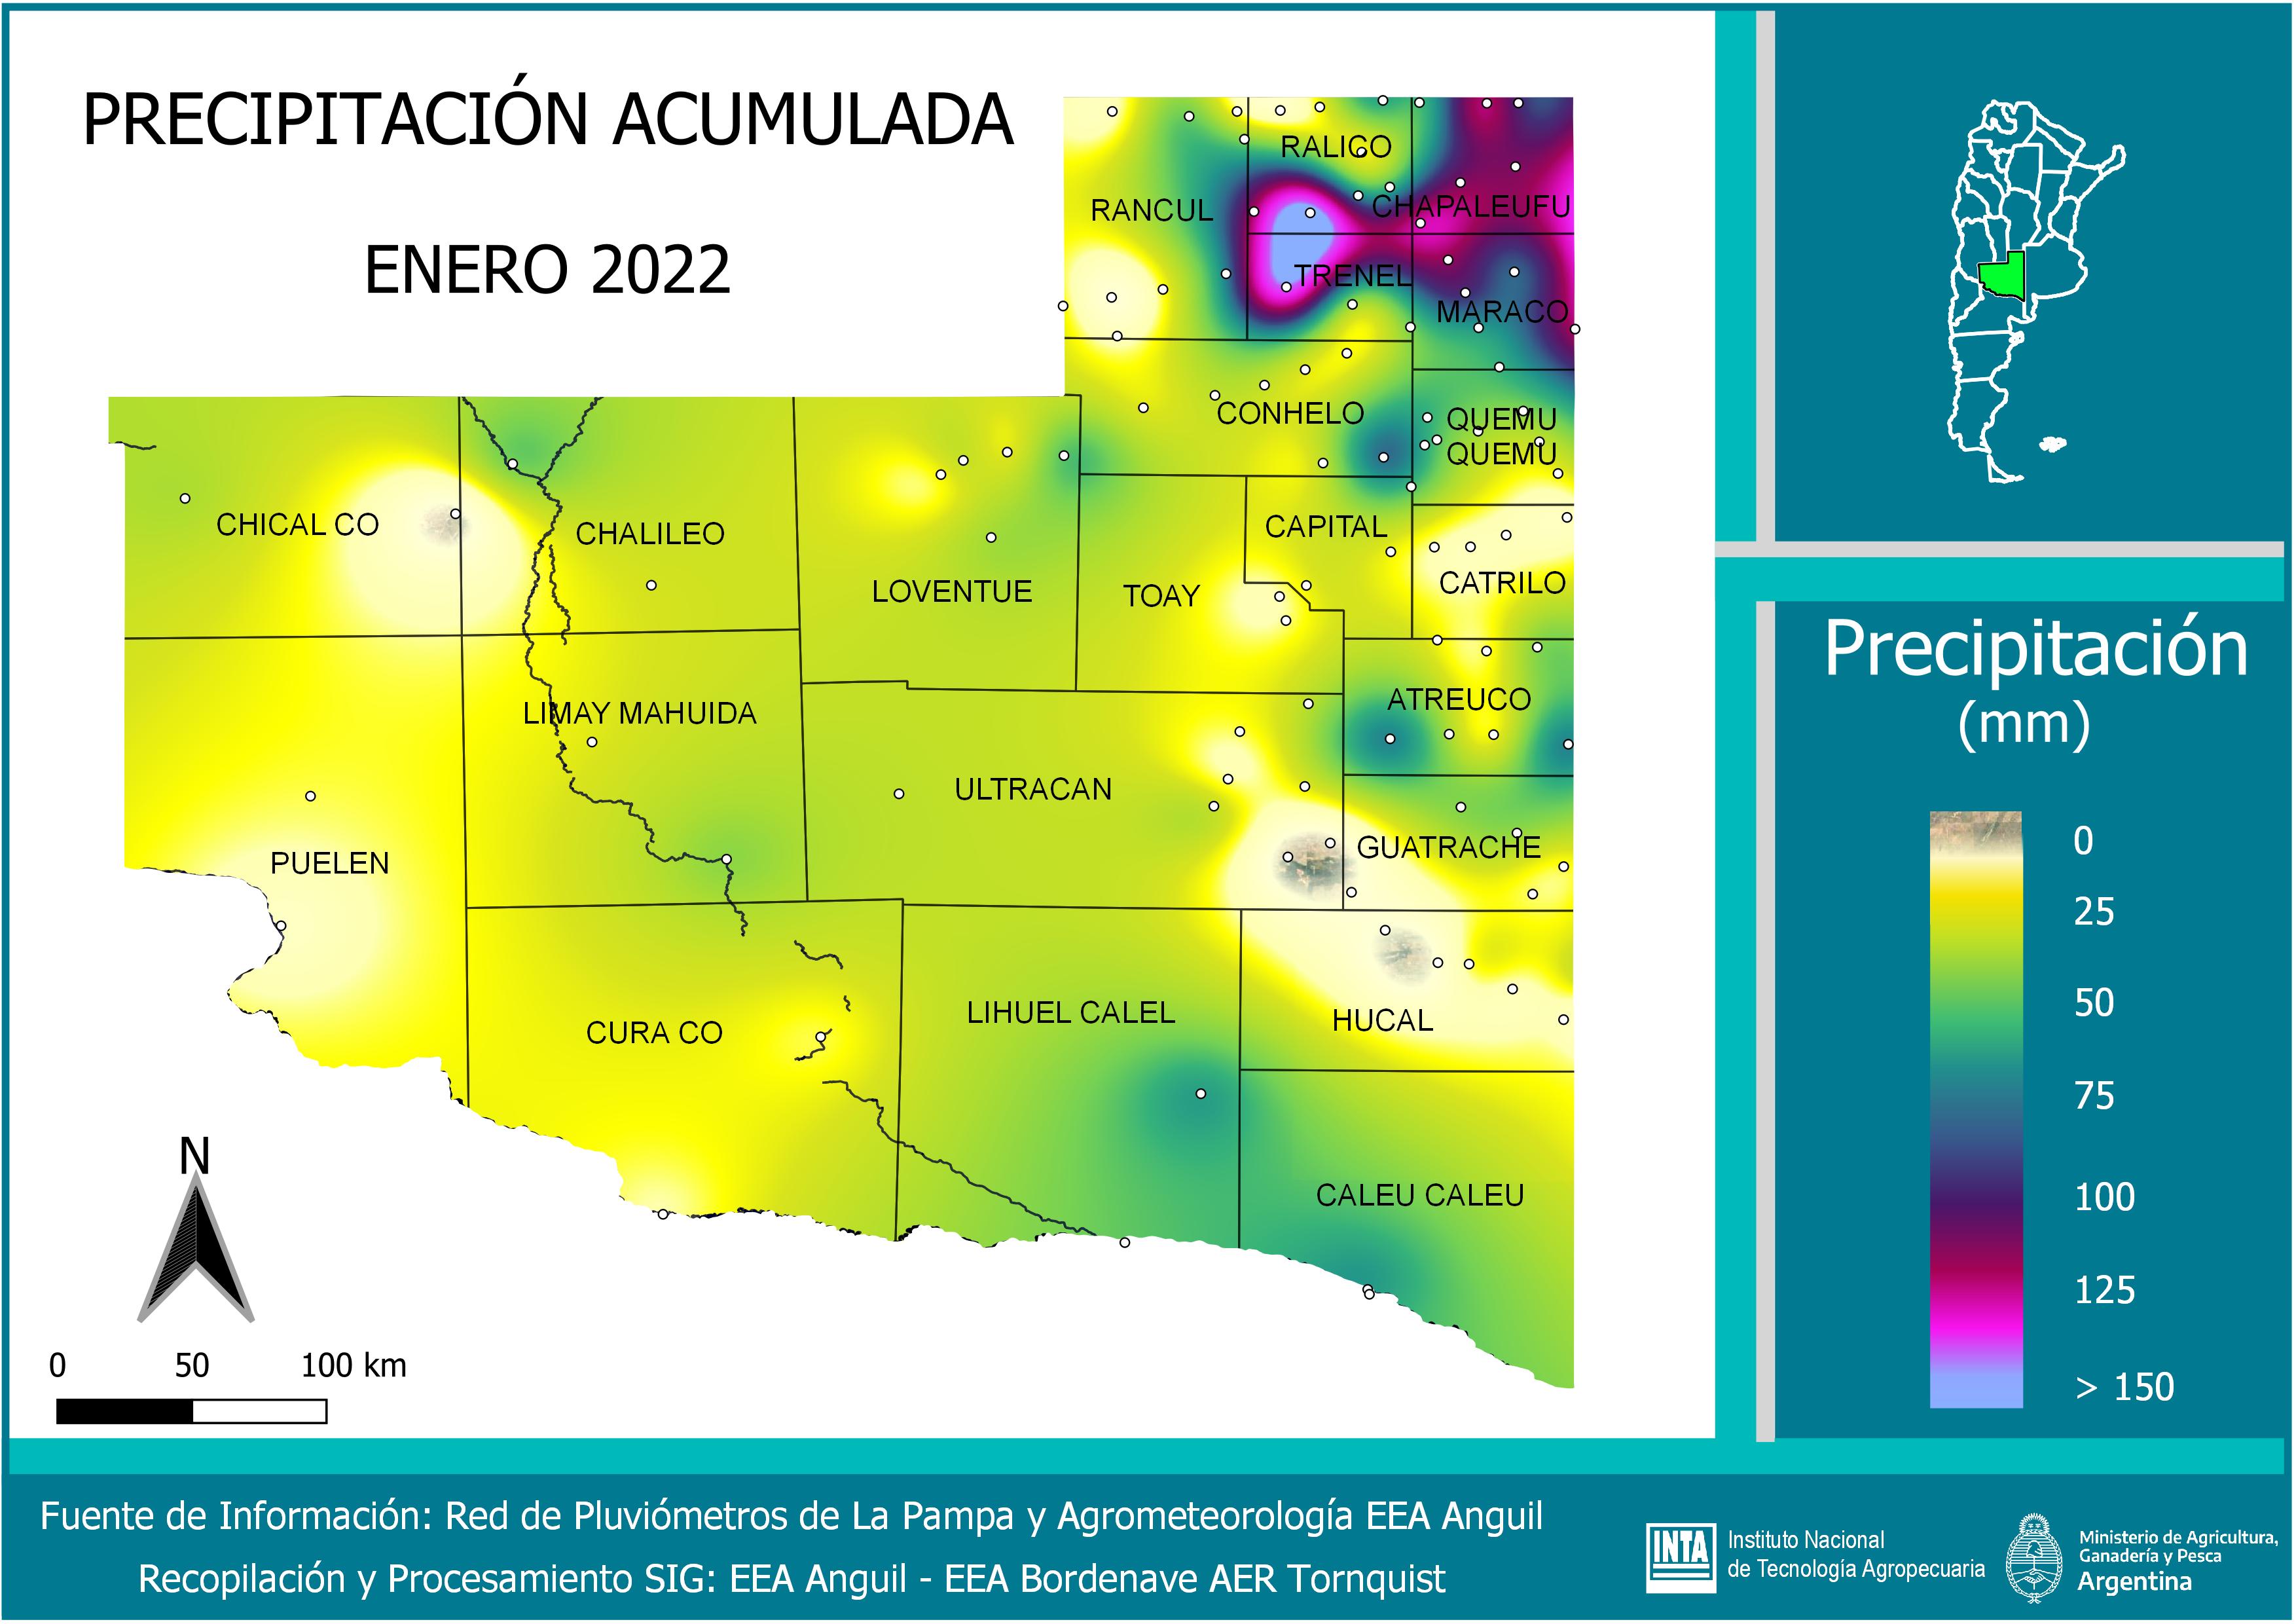 PRECIPITACIÓN ACUMULADA
ENERO 2022
RALICO
RANCUL
CHAPALEUFU
TRENEL
MARACO
CONHELO
QUEMU
QUEMU
CHICAL CO
CHALILEO
CAPITAL
LOVENTUE
TOAY
CATRILO
LIMAY MAHUIDA
ATREUCO
ULTRACAN
PUELEN
GUATRACHE
CURA CO
LIHUEL CALEL
HUCAL
CALEU CALEU
N
0 50 100 km
Precipitación
(mm)
0
25
50
75
100
125
> 150
Fuente de Información: Red de Pluviómetros de La Pampa y Agrometeorología EEA Anguil
Recopilación y Procesamiento SIG: EEA Anguil - EEA Bordenave AER Tornquist
INTA
Instituto Nacional
de Tecnología Agropecuaria
Ministerio de Agricultura,
Ganadería y Pesca
Argentina